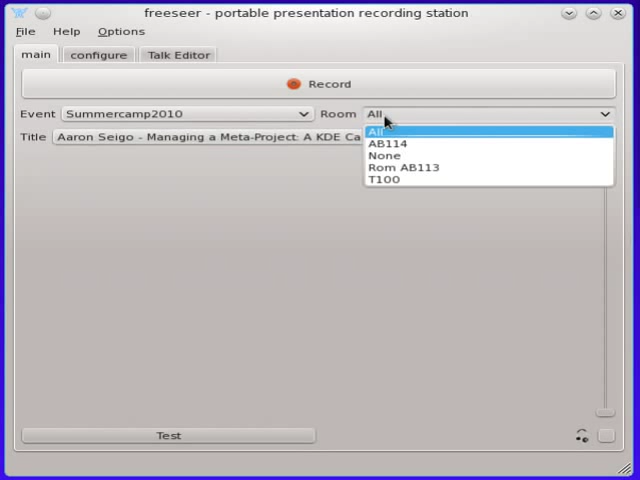 freeseer - portable presentation recording station
File Help Options
main configure Talk Editor
Record
Event Summercamp2010 Room All
Title Aaron Seigo - Managing a Meta-Project: A KDE Ca
All
AB114
None
Rom AB113
T100
Test